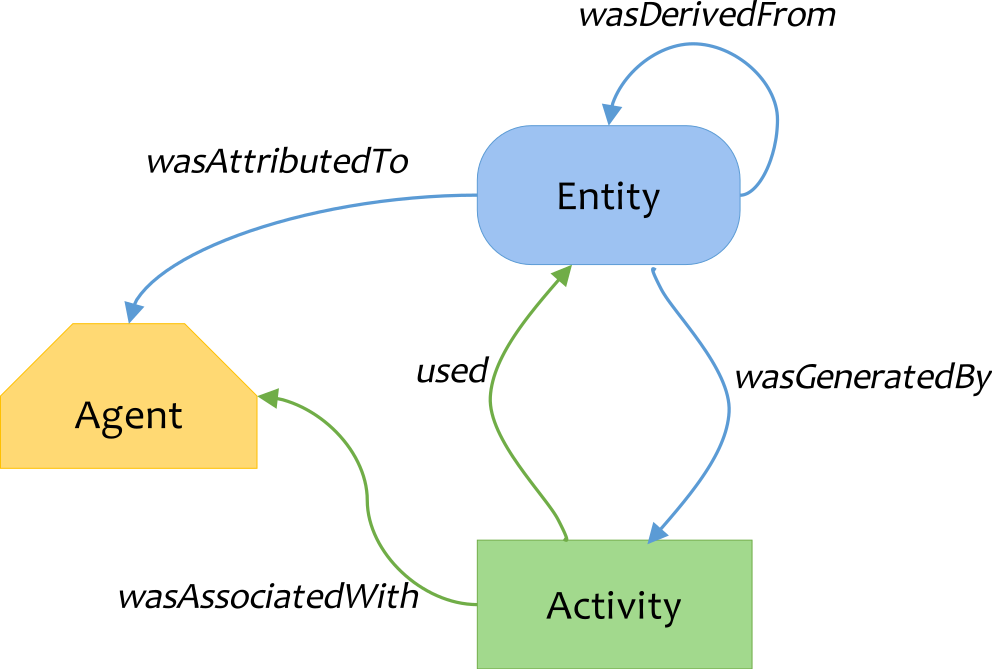 wasDerivedFrom
wasAttributedTo
Entity
used
wasGeneratedBy
Agent
wasAssociatedWith
Activity